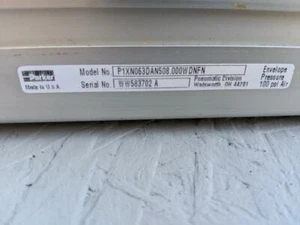 Parker
Made in U.S.A.
Model No. P1XN063DAN508.000WDNFN
Serial No. WW583702 A
Pneumatic Division
Wadsworth, OH 44281
Envelope
Pressure
100 psi Air